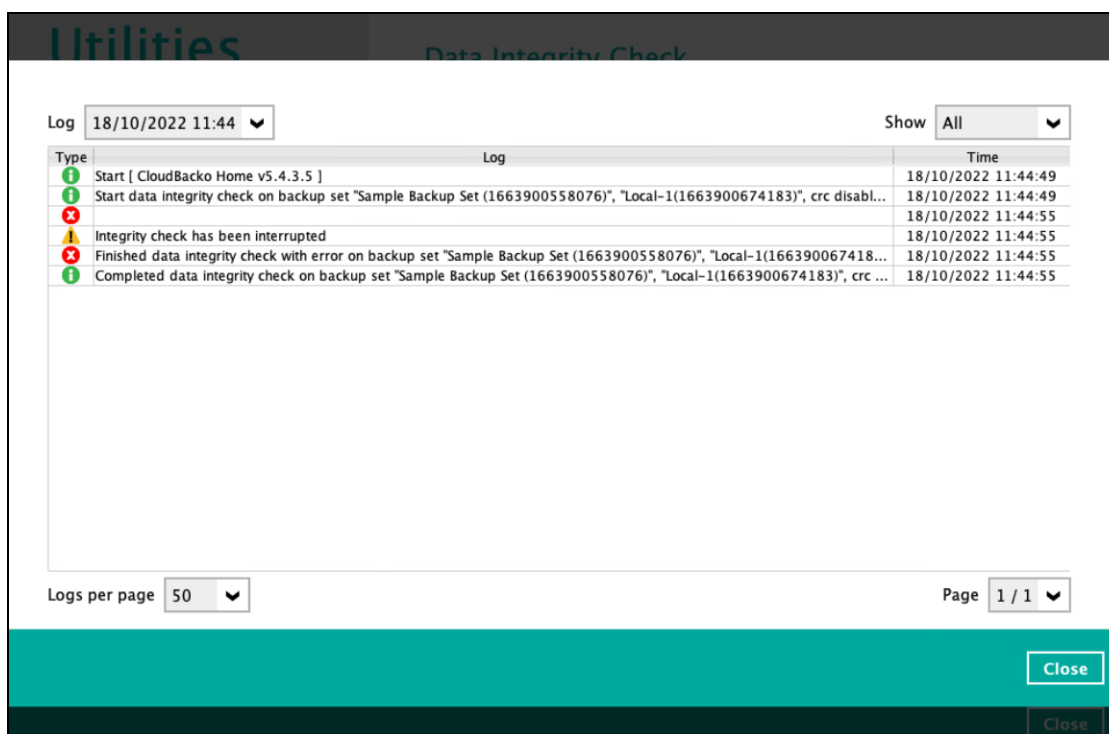 Utilities
Data Integrity Check
Log 18/10/2022 11:44 Show All
Type Log Time
Start [ CloudBacko Home v5.4.3.5 ] 18/10/2022 11:44:49
Start data integrity check on backup set "Sample Backup Set (1663900558076)", "Local-1(1663900674183)", crc disabl... 18/10/2022 11:44:49
18/10/2022 11:44:55
Integrity check has been interrupted 18/10/2022 11:44:55
Finished data integrity check with error on backup set "Sample Backup Set (1663900558076)", "Local-1(166390067418... 18/10/2022 11:44:55
Completed data integrity check on backup set "Sample Backup Set (1663900558076)", "Local-1(1663900674183)", crc ... 18/10/2022 11:44:55
Logs per page 50 Page 1 / 1
Close
Close